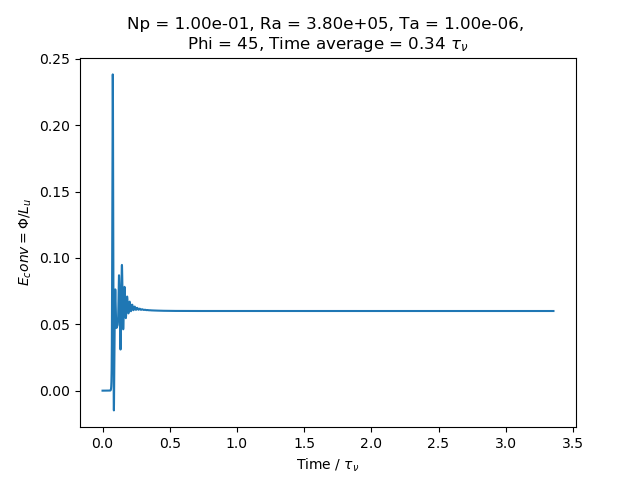 Np = 1.00e-01, Ra = 3.80e+05, Ta = 1.00e-06,
Phi = 45, Time average = 0.34 τν
0.25
0.20
0.15
0.10
0.05
0.00
E_conv = Φ/L_u
0.0 0.5 1.0 1.5 2.0 2.5 3.0 3.5
Time / τν